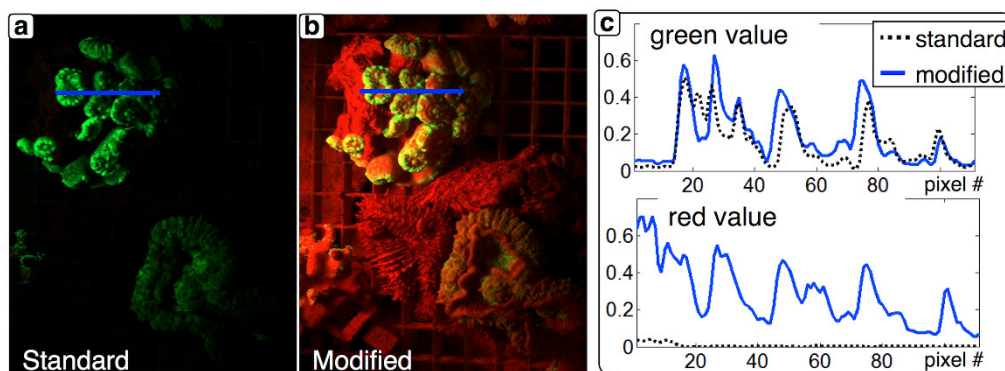 a
Standard
b
Modified
c
green value
standard
modified
0.6
0.4
0.2
0
20 40 60 80 pixel #
red value
0.6
0.4
0.2
0
20 40 60 80 pixel #